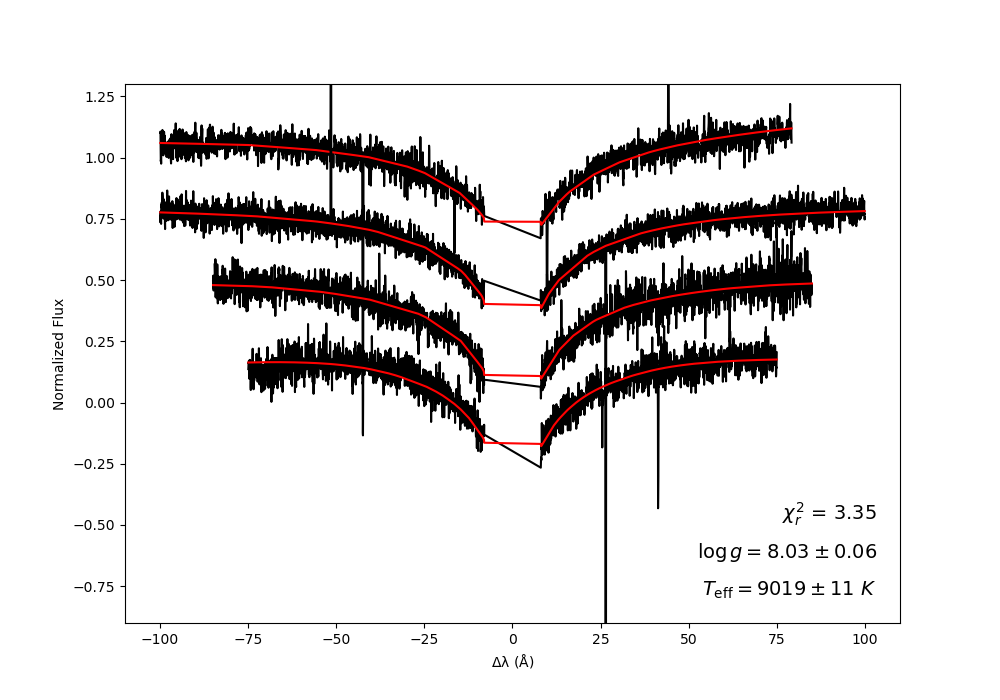 1.25
1.00
0.75
0.50
0.25
0.00
−0.25
−0.50
−0.75
Normalized Flux
χ²ᵣ = 3.35
log g = 8.03 ± 0.06
T_eff = 9019 ± 11 K
−100 −75 −50 −25 0 25 50 75 100
Δλ (Å)